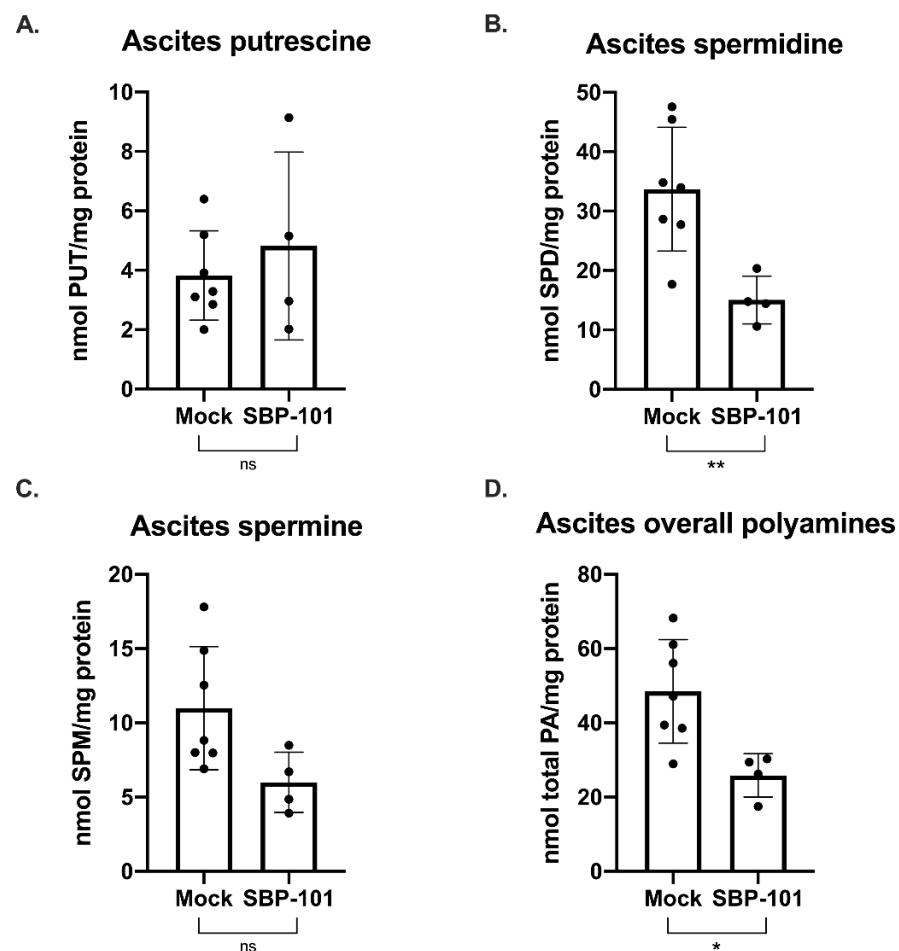 A.
Ascites putrescine
nmol PUT/mg protein
10
8
6
4
2
0
Mock SBP-101
ns
B.
Ascites spermidine
nmol SPD/mg protein
50
40
30
20
10
0
Mock SBP-101
**
C.
Ascites spermine
nmol SPM/mg protein
20
15
10
5
0
Mock SBP-101
ns
D.
Ascites overall polyamines
nmol total PA/mg protein
80
60
40
20
0
Mock SBP-101
*